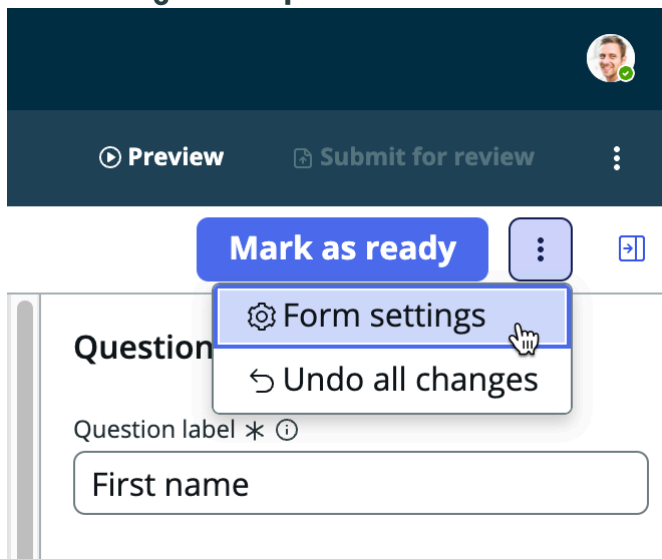 Preview
Submit for review
Mark as ready
Form settings
Question
Undo all changes
Question label *
First name